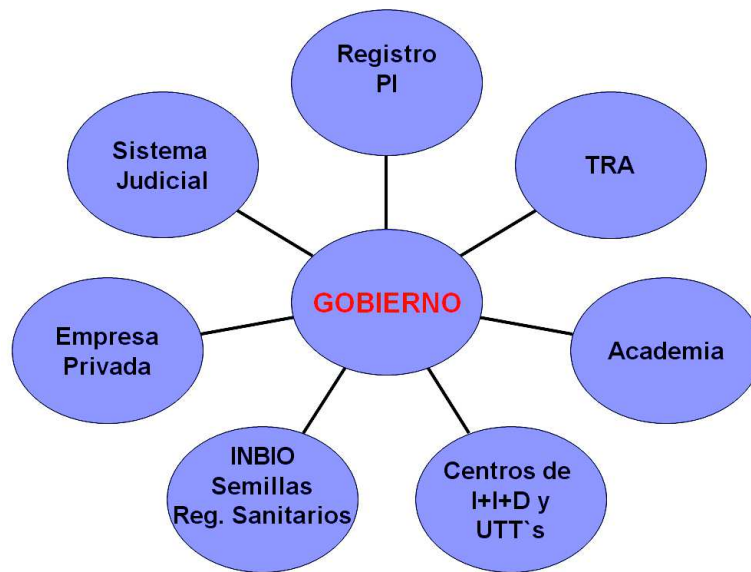 Registro
PI
Sistema
Judicial
TRA
GOBIERNO
Empresa
Privada
Academia
INBIO
Semillas
Reg. Sanitarios
Centros de
I+I+D y
UTT`s